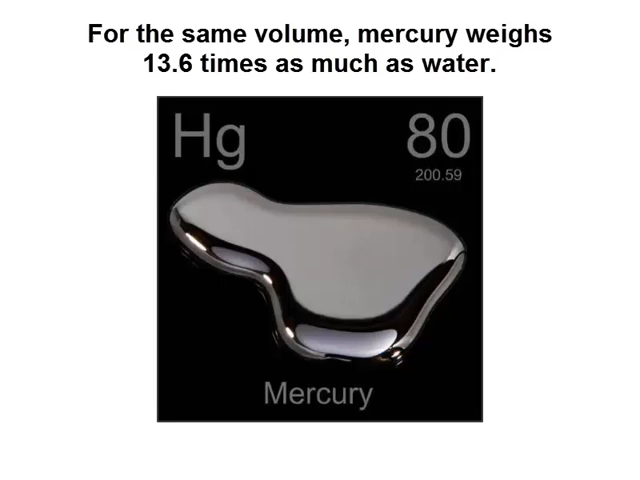 For the same volume, mercury weighs
13.6 times as much as water.
Hg 80
200.59
Mercury